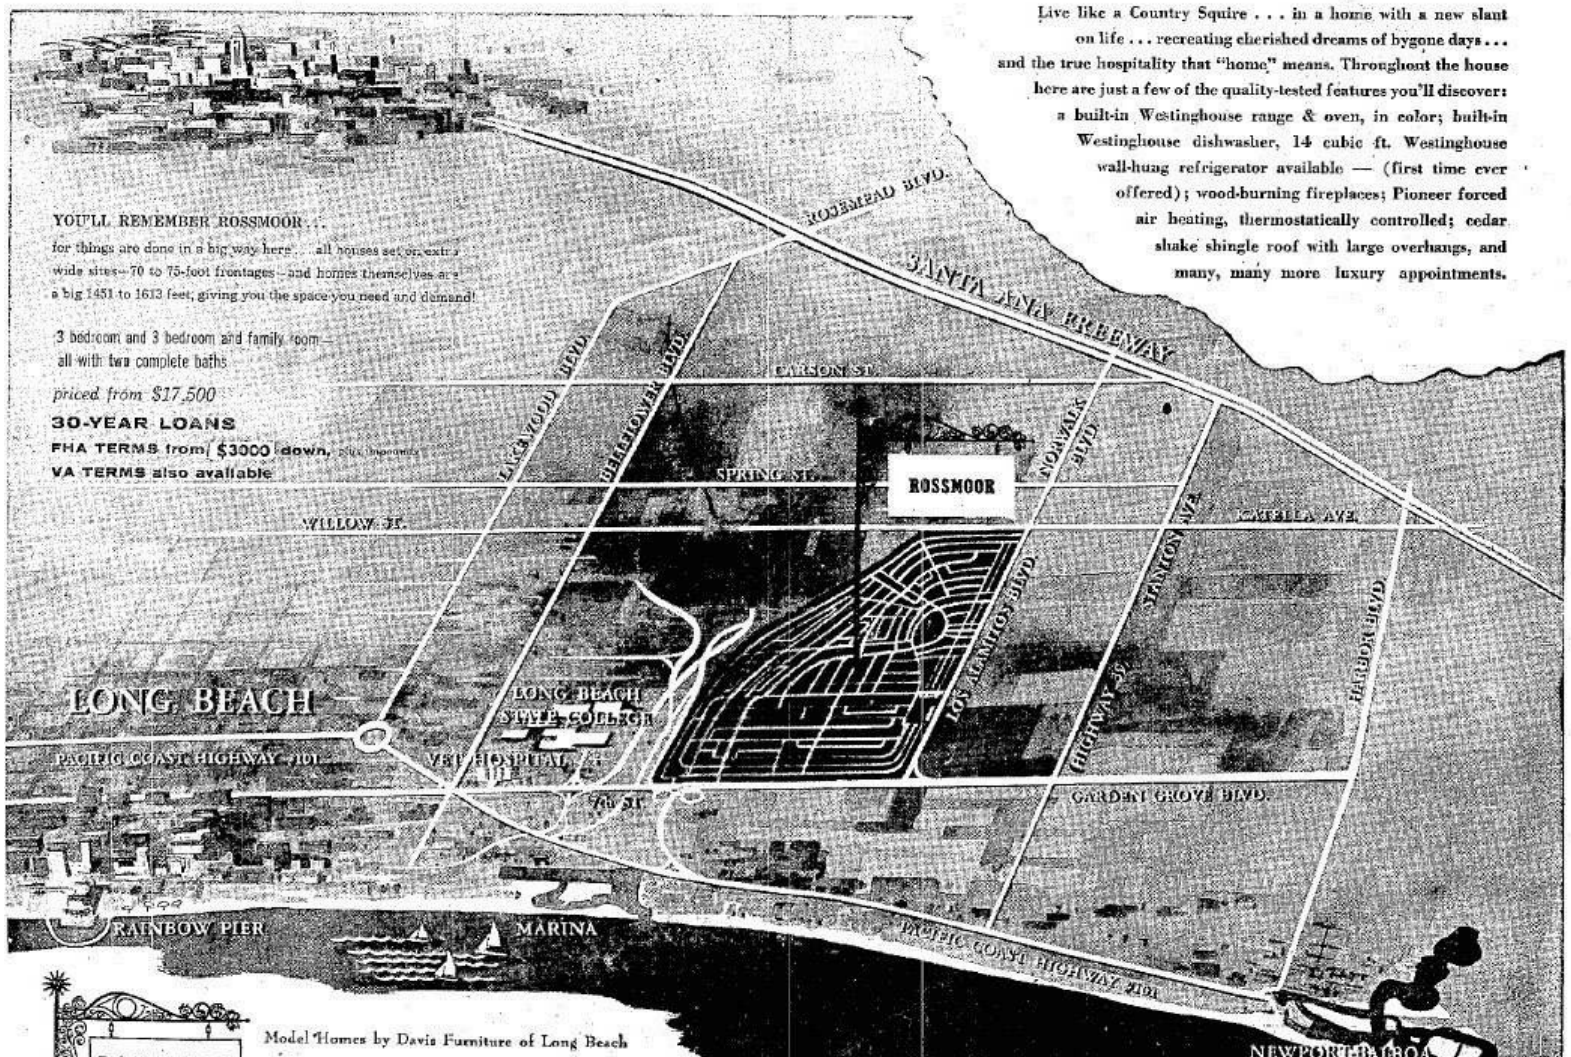 Live like a Country Squire . . . in a home with a new slant
on life . . . recreating cherished dreams of bygone days . . .
and the true hospitality that "home" means. Throughout the house
here are just a few of the quality-tested features you'll discover:
a built-in Westinghouse range & oven, in color; built-in
Westinghouse dishwasher, 14 cubic ft. Westinghouse
wall-hung refrigerator available — (first time ever
offered); wood-burning fireplaces; Pioneer forced
air heating, thermostatically controlled; cedar
shake shingle roof with large overhangs, and
many, many more luxury appointments.
YOU'LL REMEMBER ROSSMOOR . . .
for things are done in a big way here . . . all houses set on extra
wide sites—70 to 75-foot frontages—and homes themselves are
a big 1451 to 1613 feet, giving you the space you need and demand!
3 bedroom and 3 bedroom and family room—
all with two complete baths
priced from $17,500
30-YEAR LOANS
FHA TERMS from $3000 down, plus impounds
VA TERMS also available
ROSEMEAD BLVD.
SANTA ANA FREEWAY
LAKEWOOD BLVD.
BELLFLOWER BLVD.
CARSON ST.
NORWALK
BLVD.
SPRING ST.
ROSSMOOR
WILLOW ST.
KATELLA AVE.
STANTON AVE.
LOS ALAMITOS BLVD.
HARBOR BLVD.
HIGHWAY 39
LONG BEACH
LONG BEACH
STATE COLLEGE
PACIFIC COAST HIGHWAY #101
VET HOSPITAL
7th ST.
GARDEN GROVE BLVD.
RAINBOW PIER
MARINA
PACIFIC COAST HIGHWAY #101
Model Homes by Davis Furniture of Long Beach
NEWPORT-BALBOA